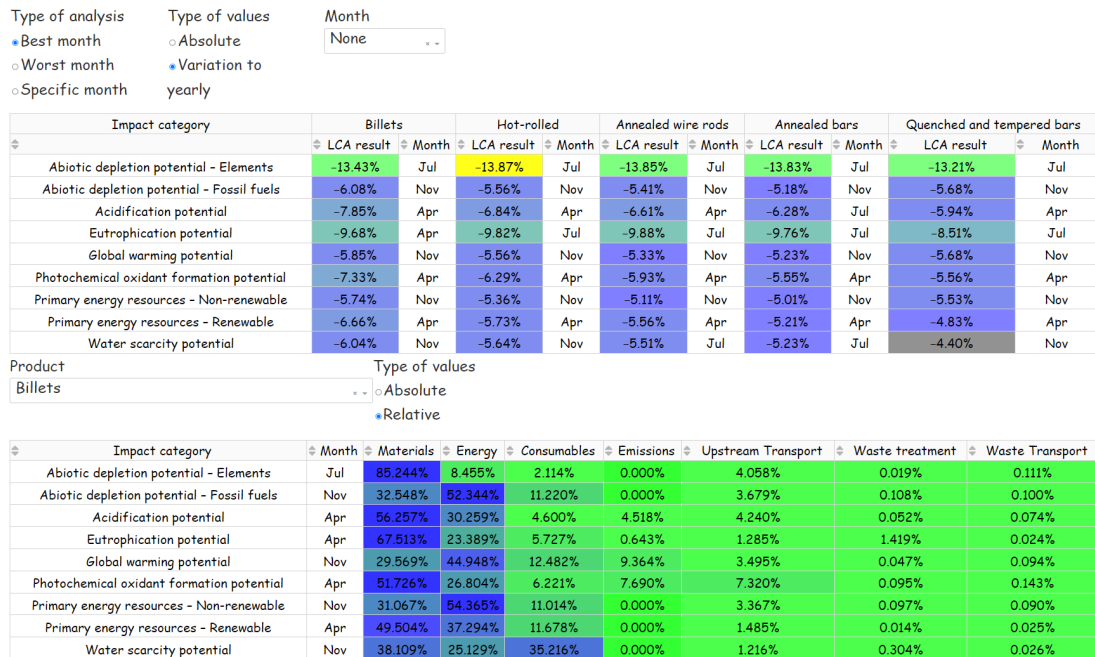 Type of analysis Type of values Month
Best month Absolute None
Worst month Variation to
Specific month yearly
Impact category Billets Hot-rolled Annealed wire rods Annealed bars Quenched and tempered bars
LCA result Month LCA result Month LCA result Month LCA result Month LCA result Month
Abiotic depletion potential – Elements -13.43% Jul -13.87% Jul -13.85% Jul -13.83% Jul -13.21% Jul
Abiotic depletion potential – Fossil fuels -6.08% Nov -5.56% Nov -5.41% Nov -5.18% Nov -5.68% Nov
Acidification potential -7.85% Apr -6.84% Apr -6.61% Apr -6.28% Jul -5.94% Apr
Eutrophication potential -9.68% Apr -9.82% Jul -9.88% Jul -9.76% Jul -8.51% Jul
Global warming potential -5.85% Nov -5.56% Nov -5.33% Nov -5.23% Nov -5.68% Nov
Photochemical oxidant formation potential -7.33% Apr -6.29% Apr -5.93% Apr -5.55% Apr -5.56% Apr
Primary energy resources – Non-renewable -5.74% Nov -5.36% Nov -5.11% Nov -5.01% Nov -5.53% Nov
Primary energy resources – Renewable -6.66% Apr -5.73% Apr -5.56% Apr -5.21% Apr -4.83% Apr
Water scarcity potential -6.04% Nov -5.64% Nov -5.51% Jul -5.23% Jul -4.40% Nov
Product Type of values
Billets Absolute
Relative
Impact category Month Materials Energy Consumables Emissions Upstream Transport Waste treatment Waste Transport
Abiotic depletion potential – Elements Jul 85.244% 8.455% 2.114% 0.000% 4.058% 0.019% 0.111%
Abiotic depletion potential – Fossil fuels Nov 32.548% 52.344% 11.220% 0.000% 3.679% 0.108% 0.100%
Acidification potential Apr 56.257% 30.259% 4.600% 4.518% 4.240% 0.052% 0.074%
Eutrophication potential Apr 67.513% 23.389% 5.727% 0.643% 1.285% 1.419% 0.024%
Global warming potential Nov 29.569% 44.948% 12.482% 9.364% 3.495% 0.047% 0.094%
Photochemical oxidant formation potential Apr 51.726% 26.804% 6.221% 7.690% 7.320% 0.095% 0.143%
Primary energy resources – Non-renewable Nov 31.067% 54.365% 11.014% 0.000% 3.367% 0.097% 0.090%
Primary energy resources – Renewable Apr 49.504% 37.294% 11.678% 0.000% 1.485% 0.014% 0.025%
Water scarcity potential Nov 38.109% 25.129% 35.216% 0.000% 1.216% 0.304% 0.026%